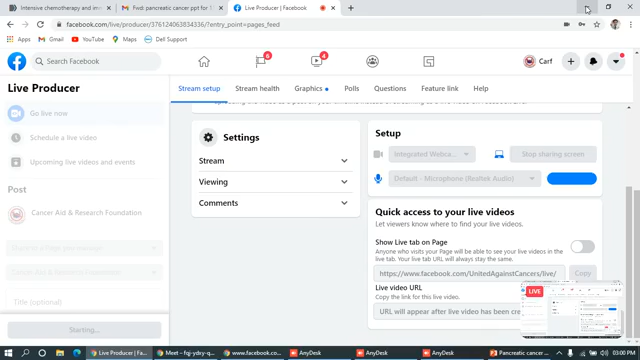 Intensive chemotherapy and imm
Fwd: pancreatic cancer ppt for 1
Live Producer | Facebook
facebook.com/live/producer/376124063834336/?entry_point=pages_feed
Apps
Gmail
YouTube
Maps
Dell Support
Search Facebook
6
4
Carf
Live Producer
Stream setup
Stream health
Graphics
Polls
Questions
Feature link
Help
Go live now
Schedule a live video
Upcoming live videos and events
Post
Cancer Aid & Research Foundation
Title (optional)
Starting...
Settings
Stream
Viewing
Comments
Setup
Integrated Webca...
Stop sharing screen
Default - Microphone (Realtek Audio)
Quick access to your live videos
Let viewers know where to find your live videos.
Show Live tab on Page
Anyone who visits your Page will be able to see your live videos in the
live tab. Your live tab URL will always stay the same.
https://www.facebook.com/UnitedAgainstCancers/live/
Copy
Live video URL
Copy the link for this live video.
URL will appear after live video has been cre
LIVE
Live Producer | Fa...
Meet – fqj-ydry-q...
www.facebook.co...
AnyDesk
AnyDesk
AnyDesk
Pancreatic cancer ...
03:00 PM